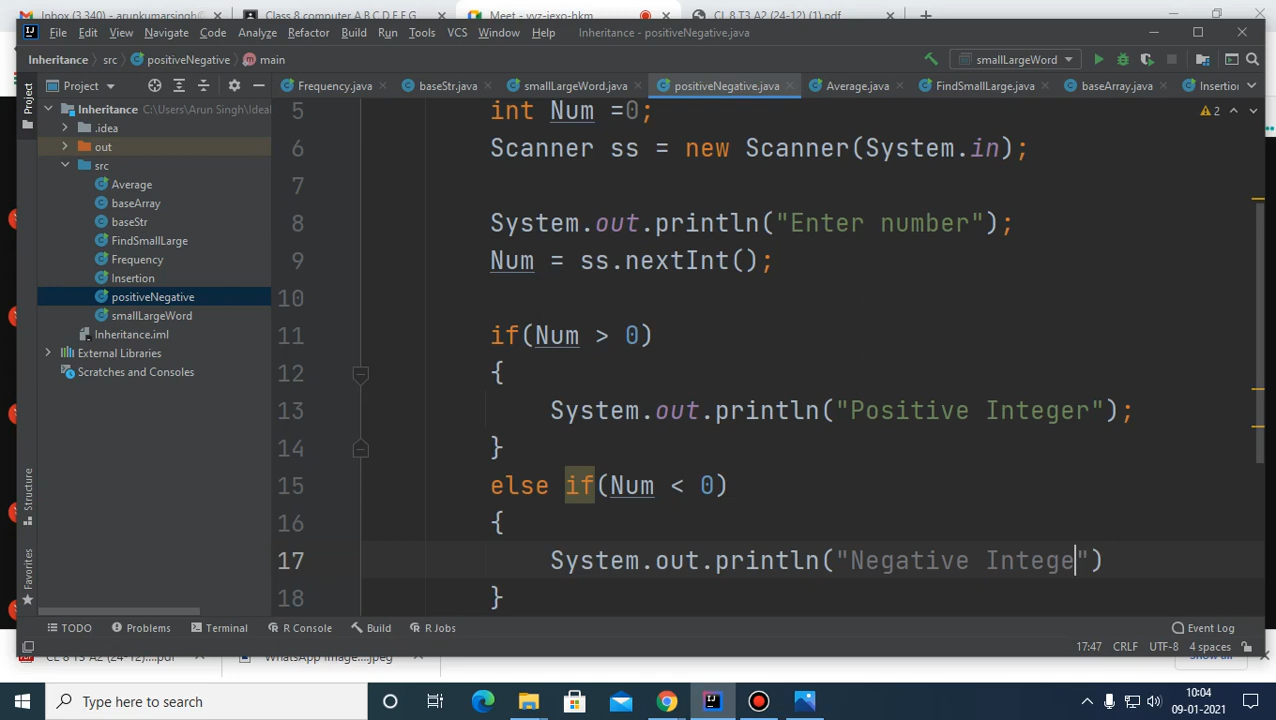 Inbox (3,340) - arunkumarsingh@
Class 8 computer A B C D E F G
Meet - vyz-jexo-hkm
CL 8 T3 A2 (24-12) (1).pdf
File Edit View Navigate Code Analyze Refactor Build Run Tools VCS Window Help Inheritance - positiveNegative.java
Inheritance src positiveNegative main smallLargeWord
Project Frequency.java baseStr.java smallLargeWord.java positiveNegative.java Average.java FindSmallLarge.java baseArray.java Insertion
Project
Inheritance C:\Users\Arun Singh\Ideal
.idea
out
src
Average
baseArray
baseStr
FindSmallLarge
Frequency
Insertion
positiveNegative
smallLargeWord
Inheritance.iml
External Libraries
Scratches and Consoles
Structure
Favorites
2
5 int Num =0;
6 Scanner ss = new Scanner(System.in);
7
8 System.out.println("Enter number");
9 Num = ss.nextInt();
10
11 if(Num > 0)
12 {
13 System.out.println("Positive Integer");
14 }
15 else if(Num < 0)
16 {
17 System.out.println("Negative Intege")
18 }
TODO Problems Terminal R Console Build R Jobs Event Log
17:47 CRLF UTF-8 4 spaces
CL 8 T3 A2 (24-12)....pdf WhatsApp Image....jpeg Show all
Type here to search
10:04
09-01-2021